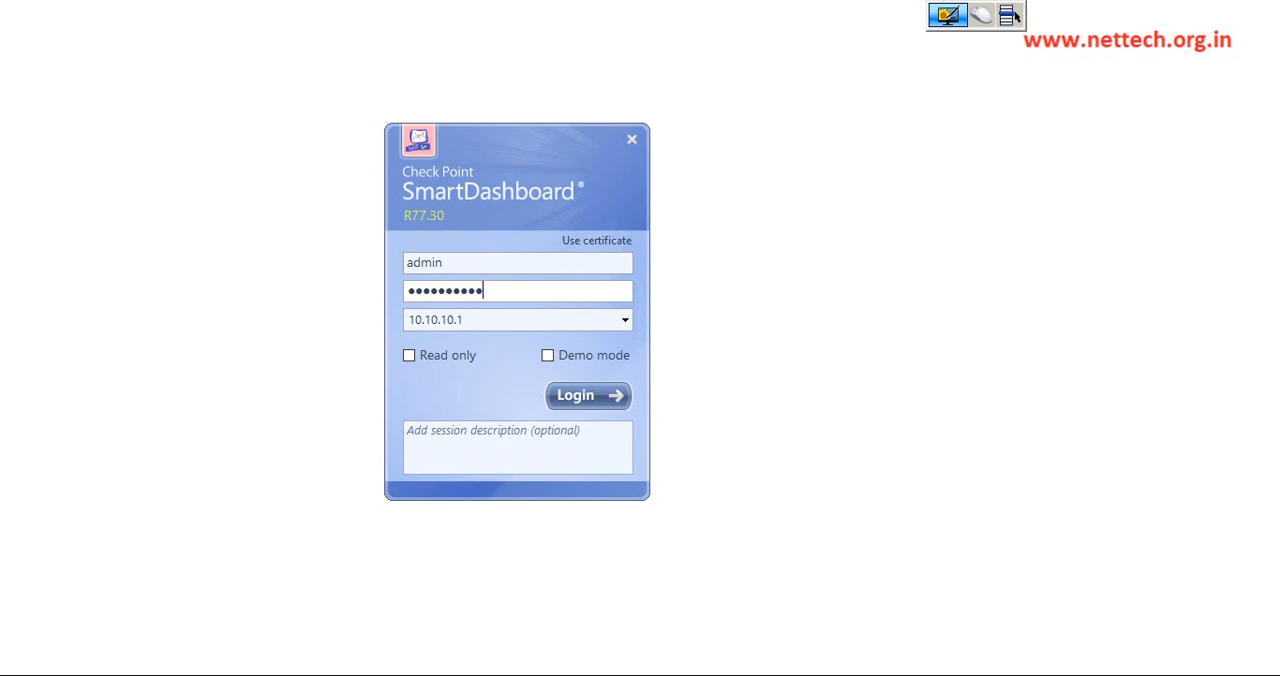 www.nettech.org.in
Check Point
SmartDashboard®
R77.30
Use certificate
admin
●●●●●●●●●●
10.10.10.1
Read only
Demo mode
Login
Add session description (optional)